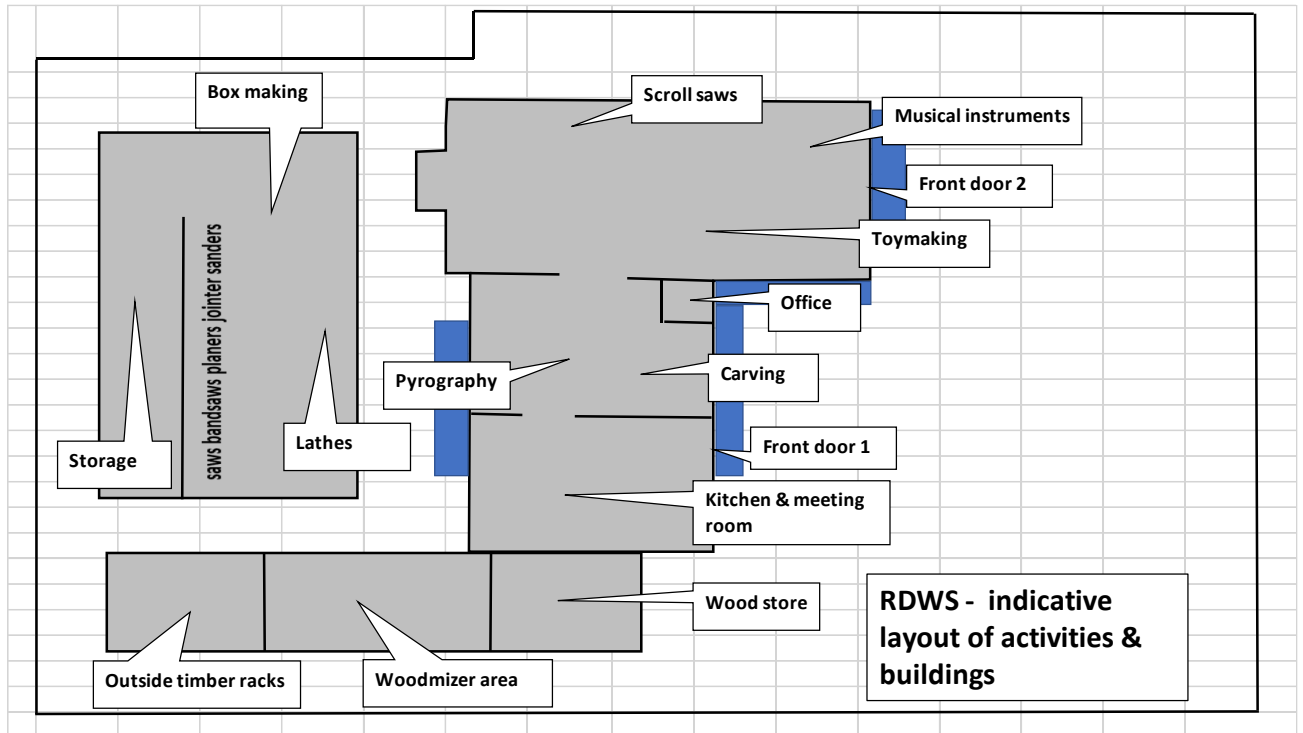 Box making
Scroll saws
Musical instruments
Front door 2
Toymaking
Office
saws bandsaws planers jointer sanders
Pyrography
Carving
Storage
Lathes
Front door 1
Kitchen & meeting
room
Wood store
RDWS - indicative
layout of activities &
buildings
Outside timber racks
Woodmizer area